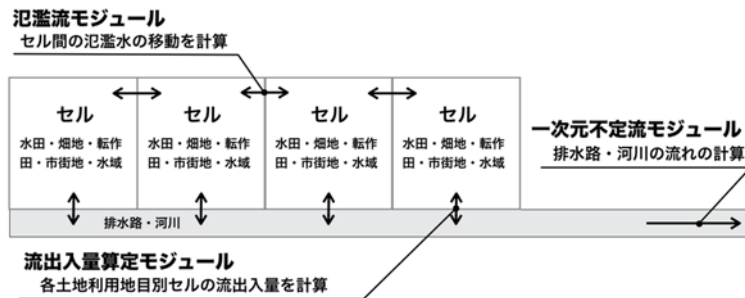 氾濫流モジュール
セル間の氾濫水の移動を計算
セル
水田・畑地・転作
田・市街地・水域
セル
水田・畑地・転作
田・市街地・水域
セル
水田・畑地・転作
田・市街地・水域
セル
水田・畑地・転作
田・市街地・水域
一次元不定流モジュール
排水路・河川の流れの計算
排水路・河川
流出入量算定モジュール
各土地利用地目別セルの流出入量を計算